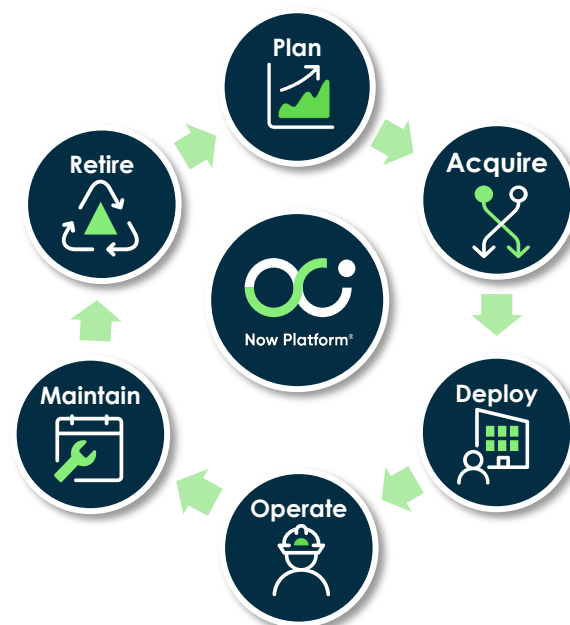 Plan
Acquire
Deploy
Operate
Maintain
Retire
Now Platform®